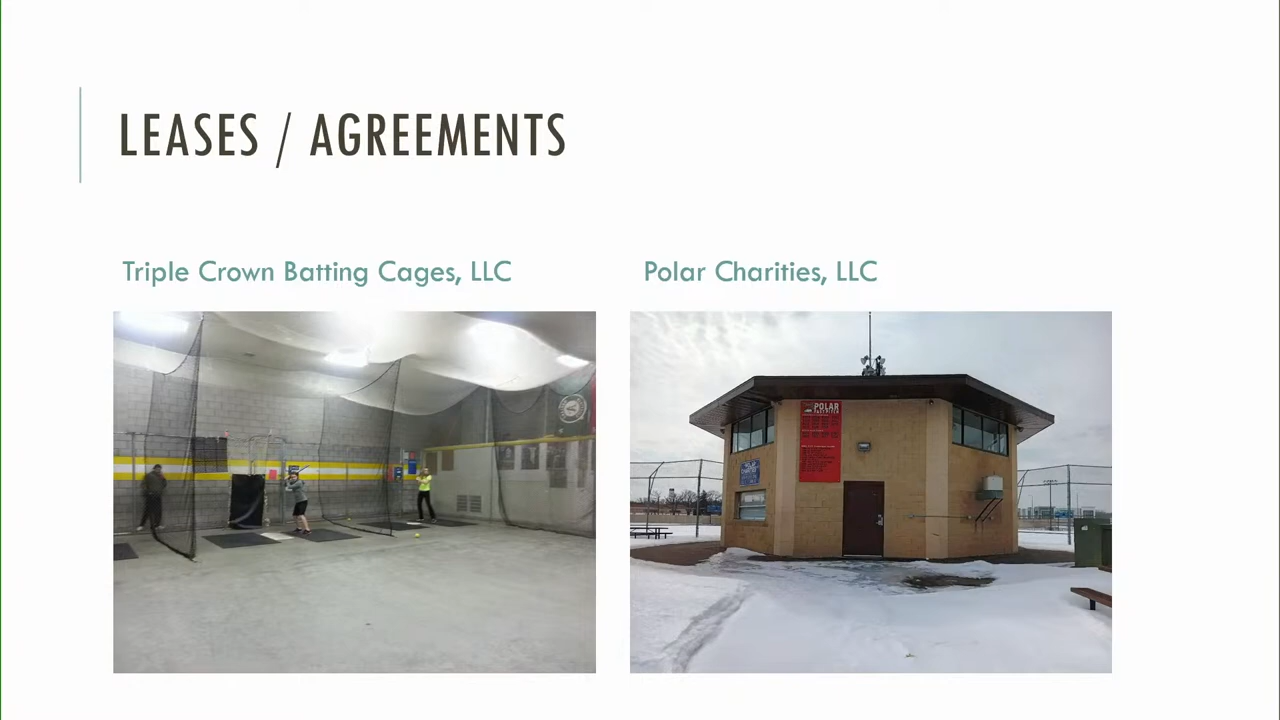 LEASES / AGREEMENTS
Triple Crown Batting Cages, LLC
Polar Charities, LLC
POLAR